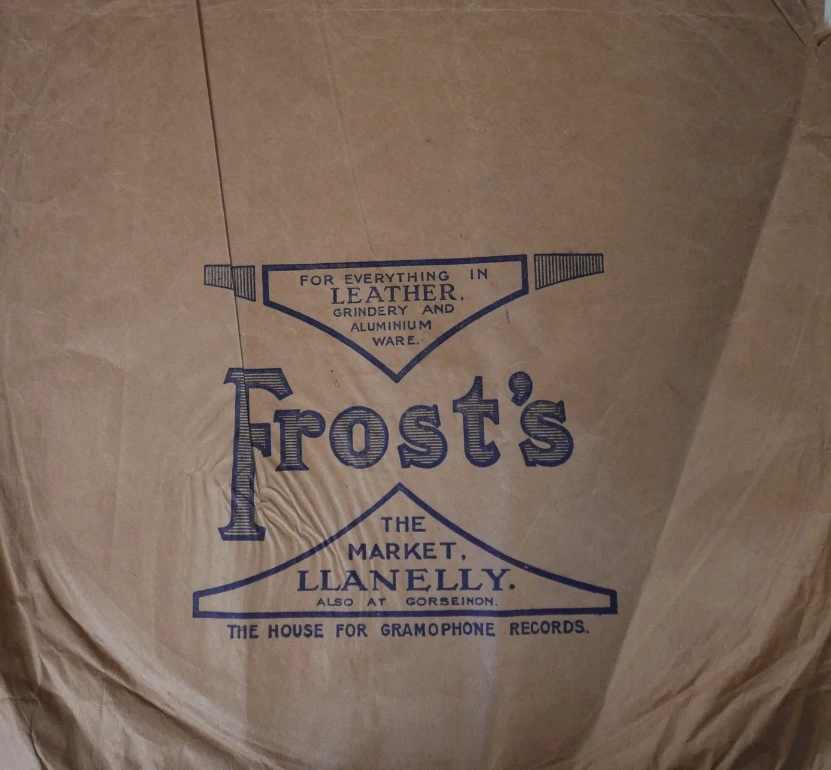 FOR EVERYTHING IN
LEATHER.
GRINDERY AND
ALUMINIUM
WARE.
Frost's
THE
MARKET,
LLANELLY.
ALSO AT GORSEINON.
THE HOUSE FOR GRAMOPHONE RECORDS.